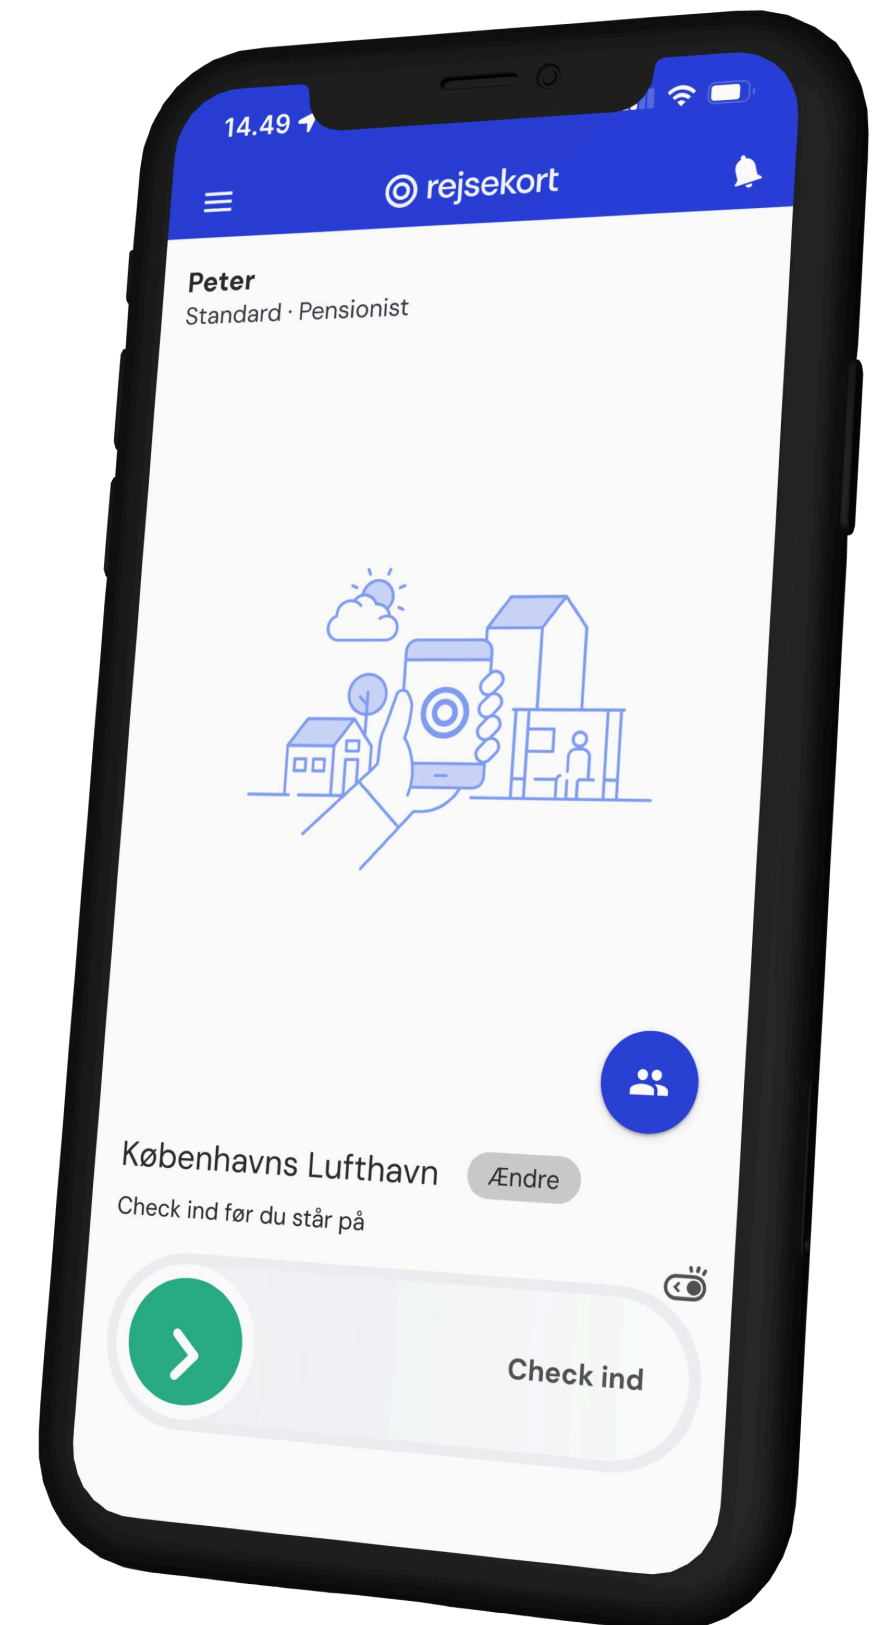 14.49
rejsekort
Peter
Standard · Pensionist
Københavns Lufthavn
Ændre
Check ind før du står på
Check ind